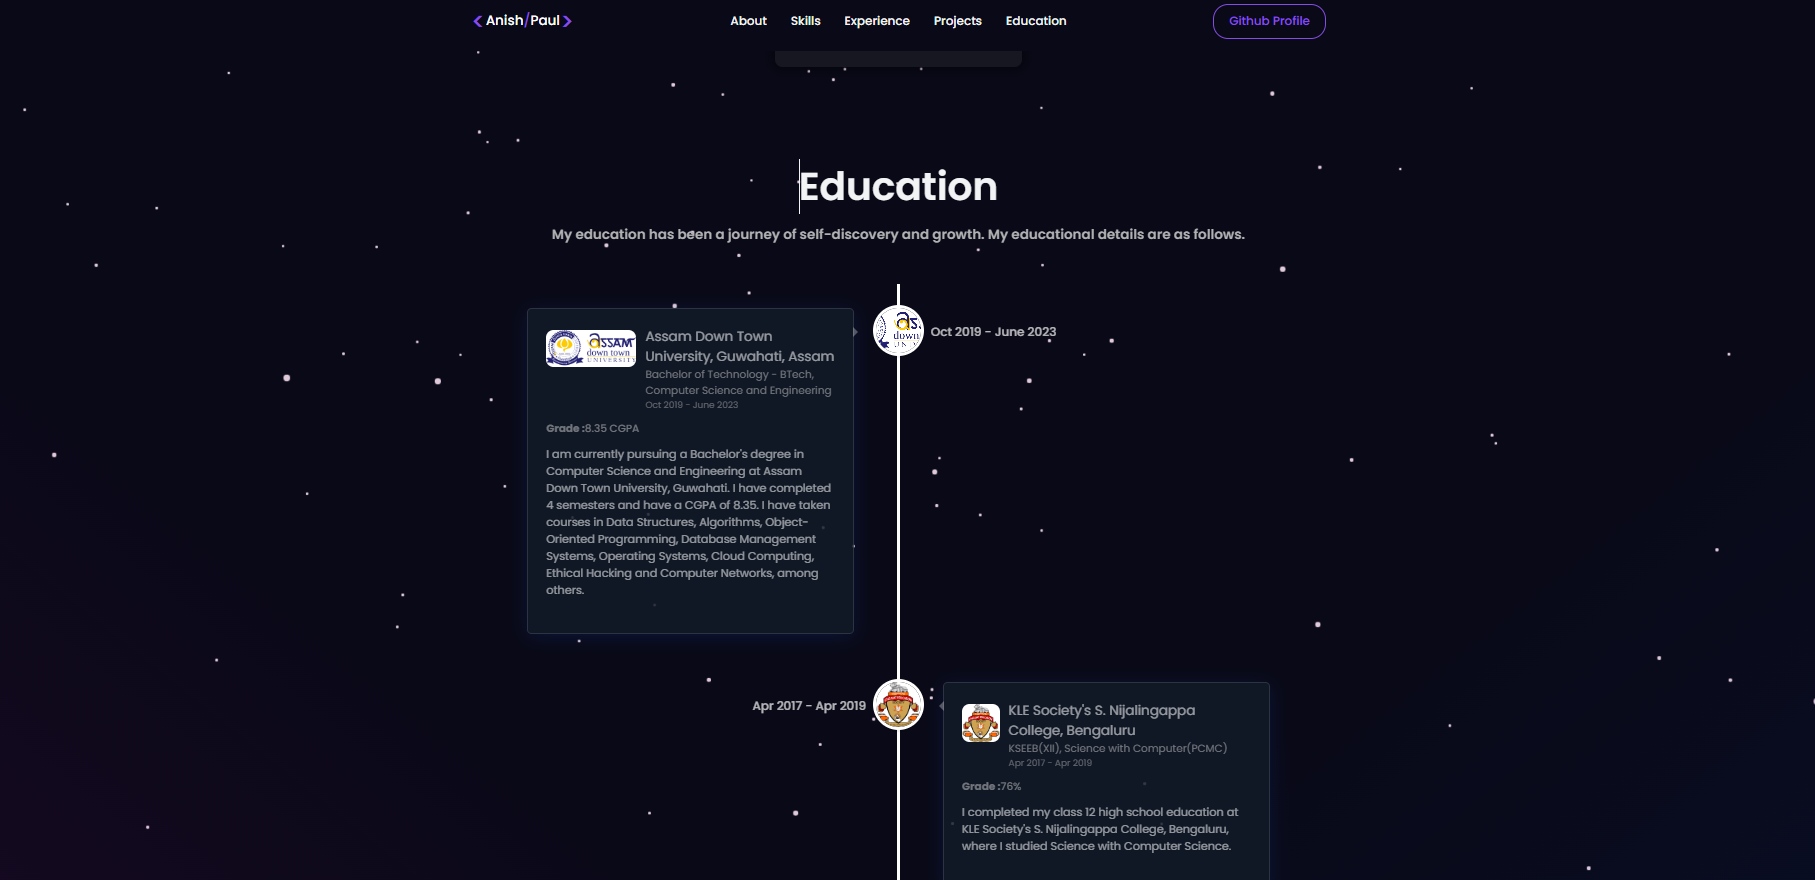 Anish/Paul
About Skills Experience Projects Education
Github Profile
Education
My education has been a journey of self-discovery and growth. My educational details are as follows.
ASSAM
down town
UNIVERSITY
Assam Down Town
University, Guwahati, Assam
Bachelor of Technology - BTech,
Computer Science and Engineering
Oct 2019 - June 2023
Grade :8.35 CGPA
I am currently pursuing a Bachelor's degree in
Computer Science and Engineering at Assam
Down Town University, Guwahati. I have completed
4 semesters and have a CGPA of 8.35. I have taken
courses in Data Structures, Algorithms, Object-
Oriented Programming, Database Management
Systems, Operating Systems, Cloud Computing,
Ethical Hacking and Computer Networks, among
others.
down
Oct 2019 - June 2023
Apr 2017 - Apr 2019
KLE Society's S. Nijalingappa
College, Bengaluru
KSEEB(XII), Science with Computer(PCMC)
Apr 2017 - Apr 2019
Grade :76%
I completed my class 12 high school education at
KLE Society's S. Nijalingappa College, Bengaluru,
where I studied Science with Computer Science.